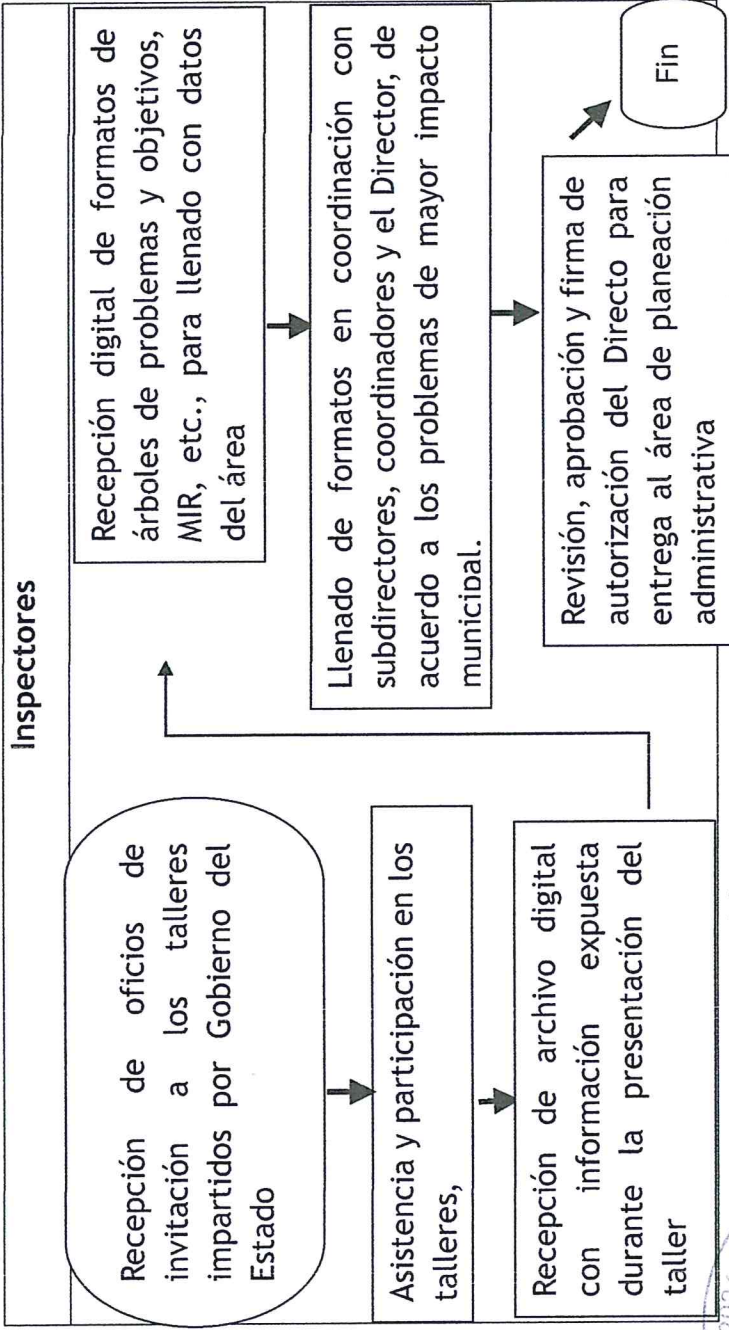 Inspectores
Recepción de oficios de
invitación a los talleres
impartidos por Gobierno del
Estado
Asistencia y participación en los
talleres,
Recepción de archivo digital
con información expuesta
durante la presentación del
taller
Recepción digital de formatos de
árboles de problemas y objetivos,
MIR, etc., para llenado con datos
del área
Llenado de formatos en coordinación con
subdirectores, coordinadores y el Director, de
acuerdo a los problemas de mayor impacto
municipal.
Revisión, aprobación y firma de
autorización del Directo para
entrega al área de planeación
administrativa
Fin